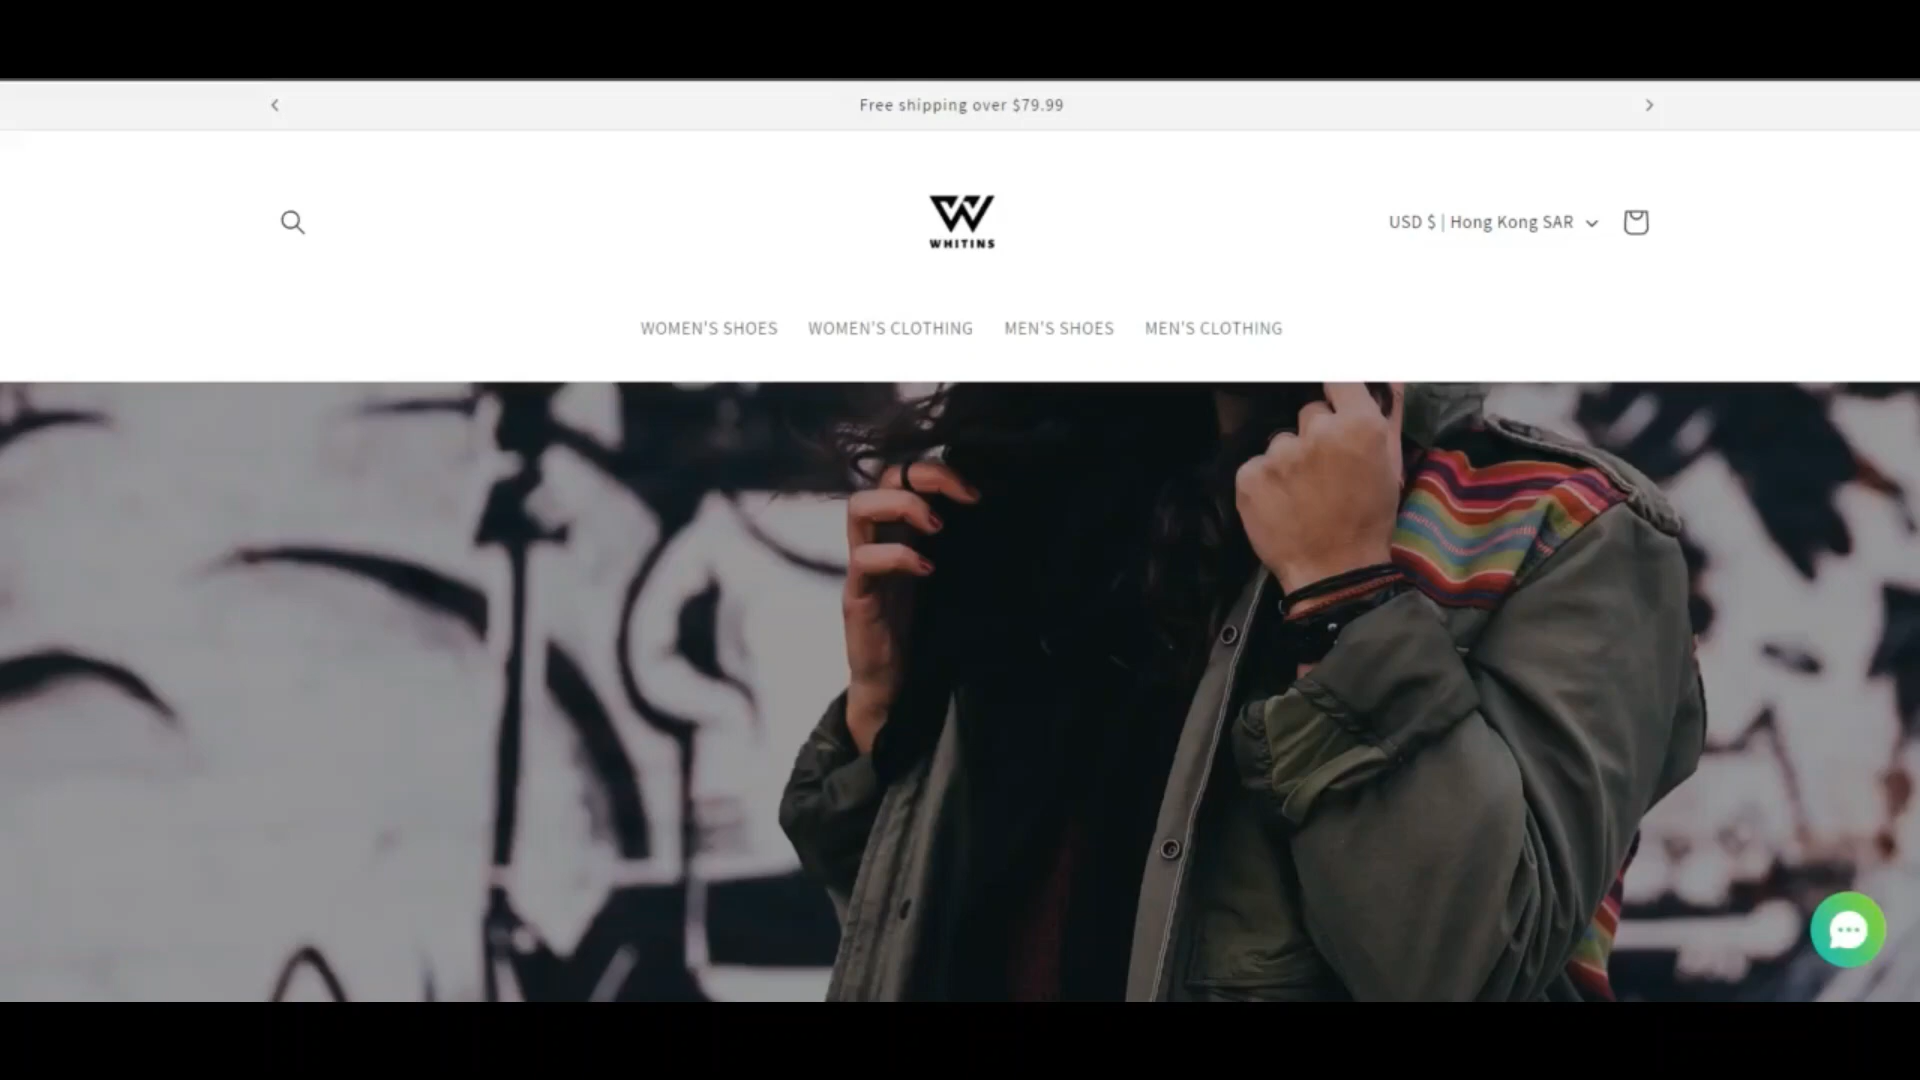 Free shipping over $79.99
WHITINS
USD $ | Hong Kong SAR
WOMEN'S SHOES WOMEN'S CLOTHING MEN'S SHOES MEN'S CLOTHING